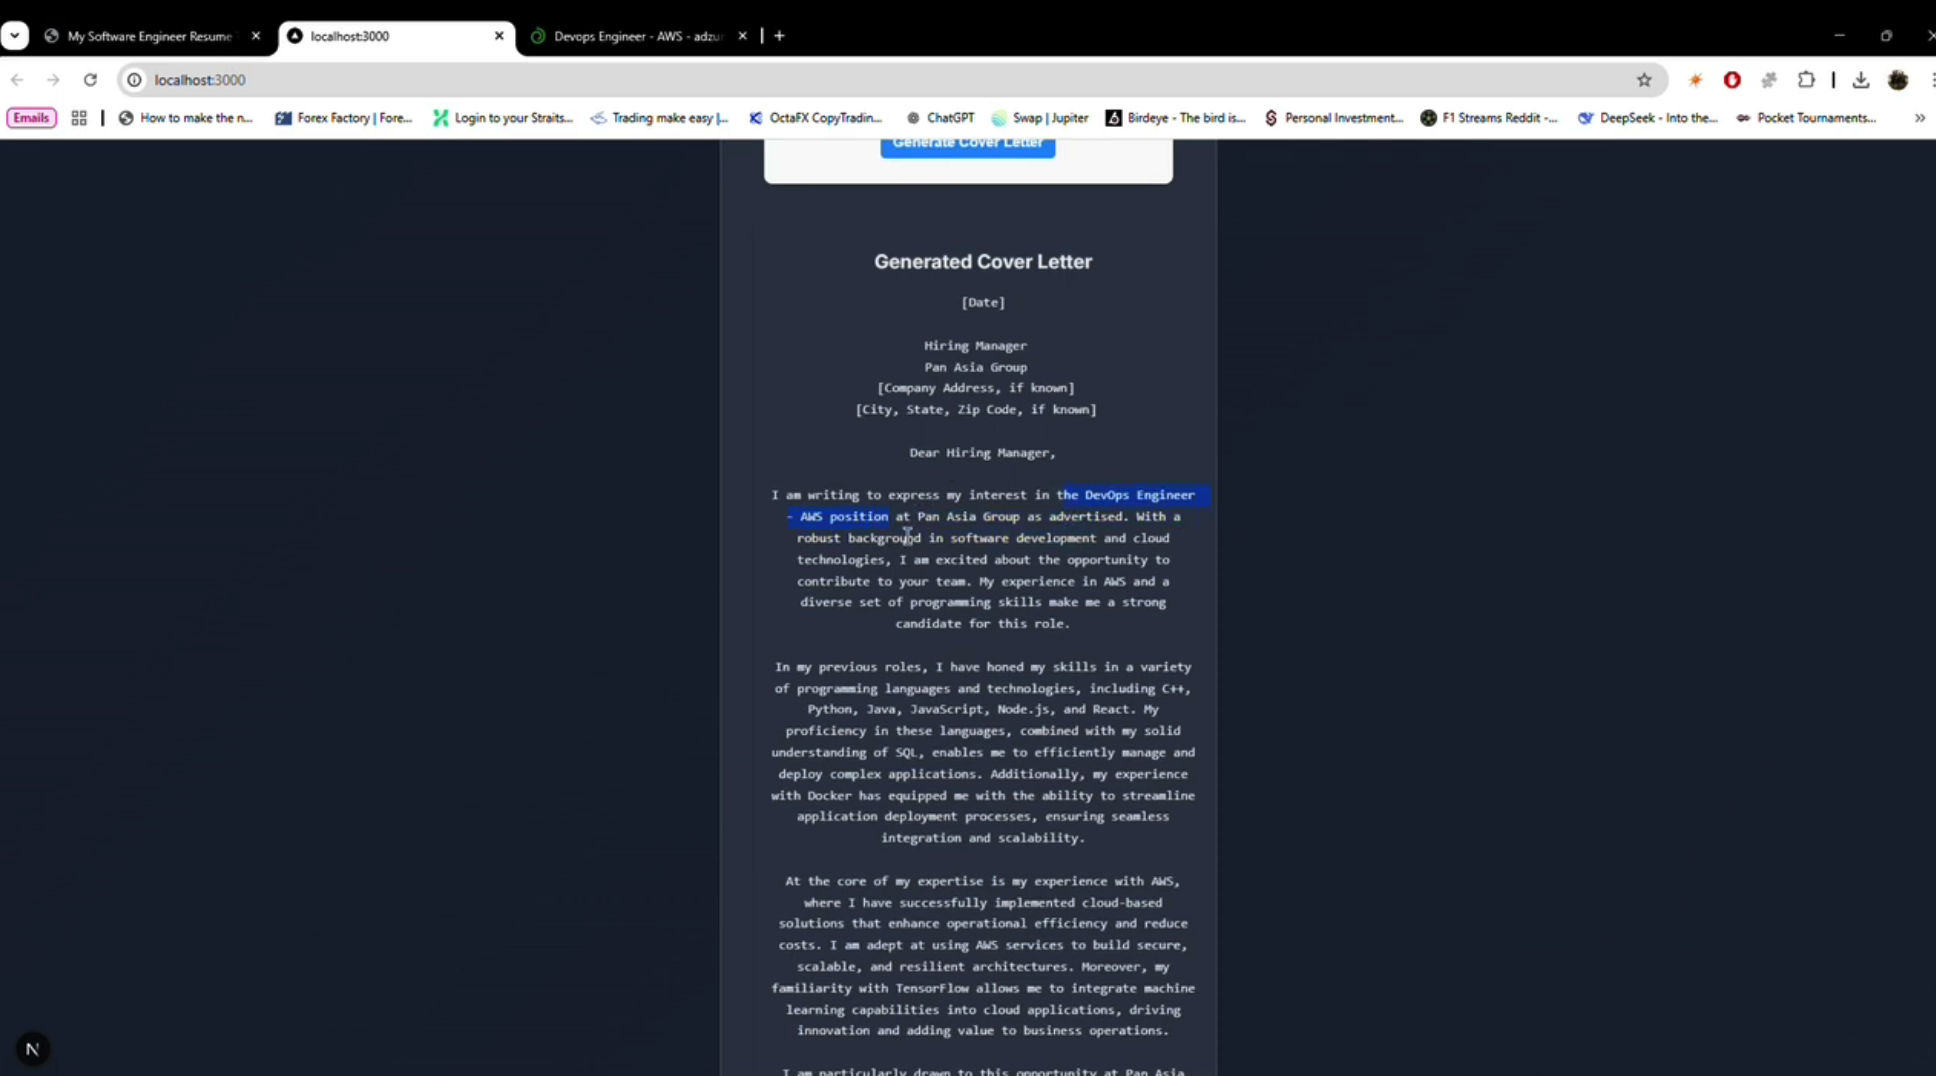 My Software Engineer Resume
localhost:3000
Devops Engineer - AWS - adzu
localhost:3000
Emails
How to make the n...
Forex Factory | Fore...
Login to your Straits...
Trading make easy |...
OctaFX CopyTradin...
ChatGPT
Swap | Jupiter
Birdeye - The bird is...
Personal Investment...
F1 Streams Reddit -...
DeepSeek - Into the...
Pocket Tournaments...
Generate Cover Letter
Generated Cover Letter
[Date]
Hiring Manager
Pan Asia Group
[Company Address, if known]
[City, State, Zip Code, if known]
Dear Hiring Manager,
I am writing to express my interest in the DevOps Engineer
- AWS position at Pan Asia Group as advertised. With a
robust background in software development and cloud
technologies, I am excited about the opportunity to
contribute to your team. My experience in AWS and a
diverse set of programming skills make me a strong
candidate for this role.
In my previous roles, I have honed my skills in a variety
of programming languages and technologies, including C++,
Python, Java, JavaScript, Node.js, and React. My
proficiency in these languages, combined with my solid
understanding of SQL, enables me to efficiently manage and
deploy complex applications. Additionally, my experience
with Docker has equipped me with the ability to streamline
application deployment processes, ensuring seamless
integration and scalability.
At the core of my expertise is my experience with AWS,
where I have successfully implemented cloud-based
solutions that enhance operational efficiency and reduce
costs. I am adept at using AWS services to build secure,
scalable, and resilient architectures. Moreover, my
familiarity with TensorFlow allows me to integrate machine
learning capabilities into cloud applications, driving
innovation and adding value to business operations.
I am particularly drawn to this opportunity at Pan Asia
N